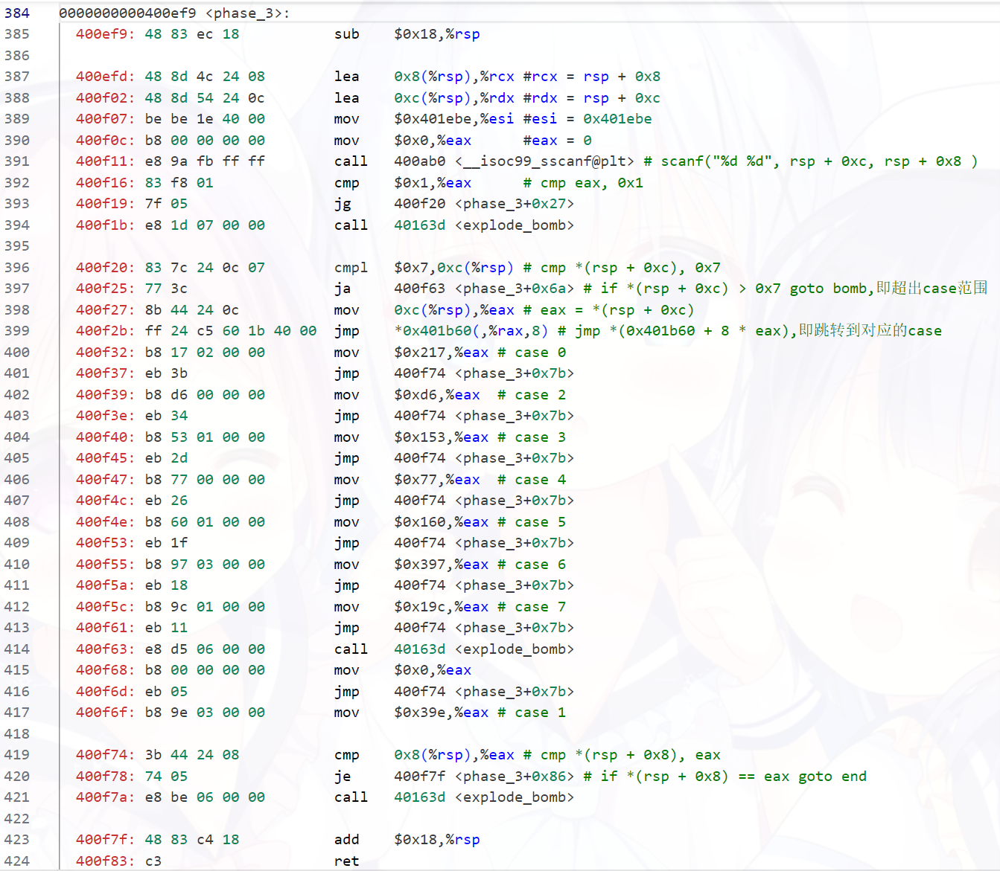 384 0000000000400ef9 <phase_3>:
385 400ef9: 48 83 ec 18 sub $0x18,%rsp
386
387 400efd: 48 8d 4c 24 08 lea 0x8(%rsp),%rcx #rcx = rsp + 0x8
388 400f02: 48 8d 54 24 0c lea 0xc(%rsp),%rdx #rdx = rsp + 0xc
389 400f07: be be 1e 40 00 mov $0x401ebe,%esi #esi = 0x401ebe
390 400f0c: b8 00 00 00 00 mov $0x0,%eax #eax = 0
391 400f11: e8 9a fb ff ff call 400ab0 <__isoc99_sscanf@plt> # scanf("%d %d", rsp + 0xc, rsp + 0x8 )
392 400f16: 83 f8 01 cmp $0x1,%eax # cmp eax, 0x1
393 400f19: 7f 05 jg 400f20 <phase_3+0x27>
394 400f1b: e8 1d 07 00 00 call 40163d <explode_bomb>
395
396 400f20: 83 7c 24 0c 07 cmpl $0x7,0xc(%rsp) # cmp *(rsp + 0xc), 0x7
397 400f25: 77 3c ja 400f63 <phase_3+0x6a> # if *(rsp + 0xc) > 0x7 goto bomb,即超出case范围
398 400f27: 8b 44 24 0c mov 0xc(%rsp),%eax # eax = *(rsp + 0xc)
399 400f2b: ff 24 c5 60 1b 40 00 jmp *0x401b60(,%rax,8) # jmp *(0x401b60 + 8 * eax),即跳转到对应的case
400 400f32: b8 17 02 00 00 mov $0x217,%eax # case 0
401 400f37: eb 3b jmp 400f74 <phase_3+0x7b>
402 400f39: b8 d6 00 00 00 mov $0xd6,%eax # case 2
403 400f3e: eb 34 jmp 400f74 <phase_3+0x7b>
404 400f40: b8 53 01 00 00 mov $0x153,%eax # case 3
405 400f45: eb 2d jmp 400f74 <phase_3+0x7b>
406 400f47: b8 77 00 00 00 mov $0x77,%eax # case 4
407 400f4c: eb 26 jmp 400f74 <phase_3+0x7b>
408 400f4e: b8 60 01 00 00 mov $0x160,%eax # case 5
409 400f53: eb 1f jmp 400f74 <phase_3+0x7b>
410 400f55: b8 97 03 00 00 mov $0x397,%eax # case 6
411 400f5a: eb 18 jmp 400f74 <phase_3+0x7b>
412 400f5c: b8 9c 01 00 00 mov $0x19c,%eax # case 7
413 400f61: eb 11 jmp 400f74 <phase_3+0x7b>
414 400f63: e8 d5 06 00 00 call 40163d <explode_bomb>
415 400f68: b8 00 00 00 00 mov $0x0,%eax
416 400f6d: eb 05 jmp 400f74 <phase_3+0x7b>
417 400f6f: b8 9e 03 00 00 mov $0x39e,%eax # case 1
418
419 400f74: 3b 44 24 08 cmp 0x8(%rsp),%eax # cmp *(rsp + 0x8), eax
420 400f78: 74 05 je 400f7f <phase_3+0x86> # if *(rsp + 0x8) == eax goto end
421 400f7a: e8 be 06 00 00 call 40163d <explode_bomb>
422
423 400f7f: 48 83 c4 18 add $0x18,%rsp
424 400f83: c3 ret